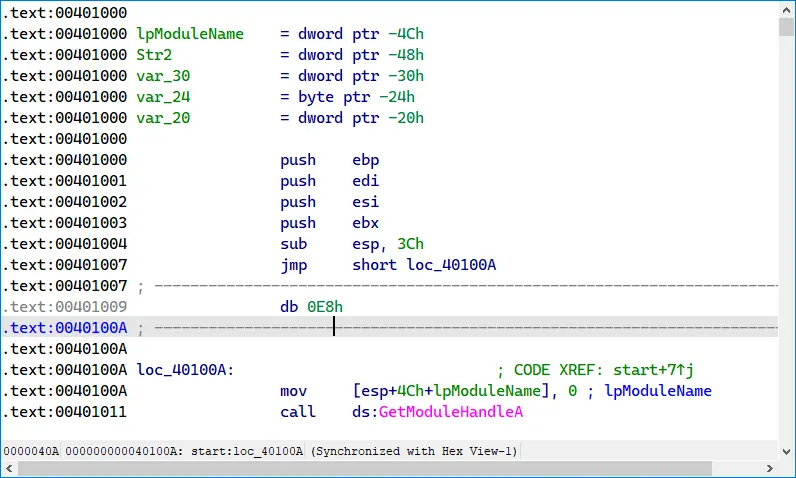 .text:00401000
.text:00401000 lpModuleName = dword ptr -4Ch
.text:00401000 Str2 = dword ptr -48h
.text:00401000 var_30 = dword ptr -30h
.text:00401000 var_24 = byte ptr -24h
.text:00401000 var_20 = dword ptr -20h
.text:00401000
.text:00401000 push ebp
.text:00401001 push edi
.text:00401002 push esi
.text:00401003 push ebx
.text:00401004 sub esp, 3Ch
.text:00401007 jmp short loc_40100A
.text:00401007 ; ---------------------------------------------------------------
.text:00401009 db 0E8h
.text:0040100A ; ---------------------------------------------------------------
.text:0040100A
.text:0040100A loc_40100A: ; CODE XREF: start+7↑j
.text:0040100A mov [esp+4Ch+lpModuleName], 0 ; lpModuleName
.text:00401011 call ds:GetModuleHandleA
0000040A 000000000040100A: start:loc_40100A (Synchronized with Hex View-1)